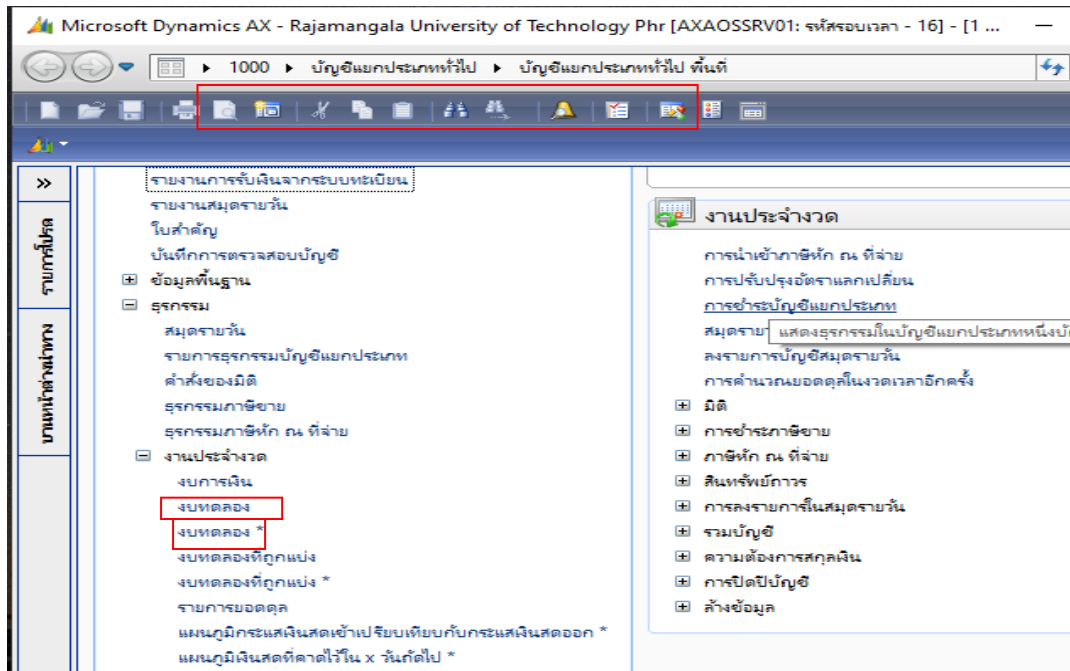 Microsoft Dynamics AX - Rajamangala University of Technology Phr [AXAOSSRV01: รหัสรอบเวลา - 16] - [1 ...
1000 บัญชีแยกประเภททั่วไป บัญชีแยกประเภททั่วไป พื้นที่
รายการโปรด
บานหน้าต่างนำทาง
รายงานการรับเงินจากระบบทะเบียน
รายงานสมุดรายวัน
ใบสำคัญ
บันทึกการตรวจสอบบัญชี
ข้อมูลพื้นฐาน
ธุรกรรม
สมุดรายวัน
รายการธุรกรรมบัญชีแยกประเภท
คำสั่งของมิติ
ธุรกรรมภาษีขาย
ธุรกรรมภาษีหัก ณ ที่จ่าย
งานประจำงวด
งบการเงิน
งบทดลอง
งบทดลอง *
งบทดลองที่ถูกแบ่ง
งบทดลองที่ถูกแบ่ง *
รายการยอดดุล
แผนภูมิกระแสเงินสดเข้าเปรียบเทียบกับกระแสเงินสดออก *
แผนภูมิเงินสดที่คาดไว้ใน x วันถัดไป *
งานประจำงวด
การนำเข้าภาษีหัก ณ ที่จ่าย
การปรับปรุงอัตราแลกเปลี่ยน
การชำระบัญชีแยกประเภท
สมุดราย
แสดงธุรกรรมในบัญชีแยกประเภทหนึ่งบั
ลงรายการบัญชีสมุดรายวัน
การคำนวณยอดดุลในงวดเวลาอีกครั้ง
มิติ
การชำระภาษีขาย
ภาษีหัก ณ ที่จ่าย
สินทรัพย์ถาวร
การลงรายการในสมุดรายวัน
รวมบัญชี
ความต้องการสกุลเงิน
การปิดปีบัญชี
ล้างข้อมูล